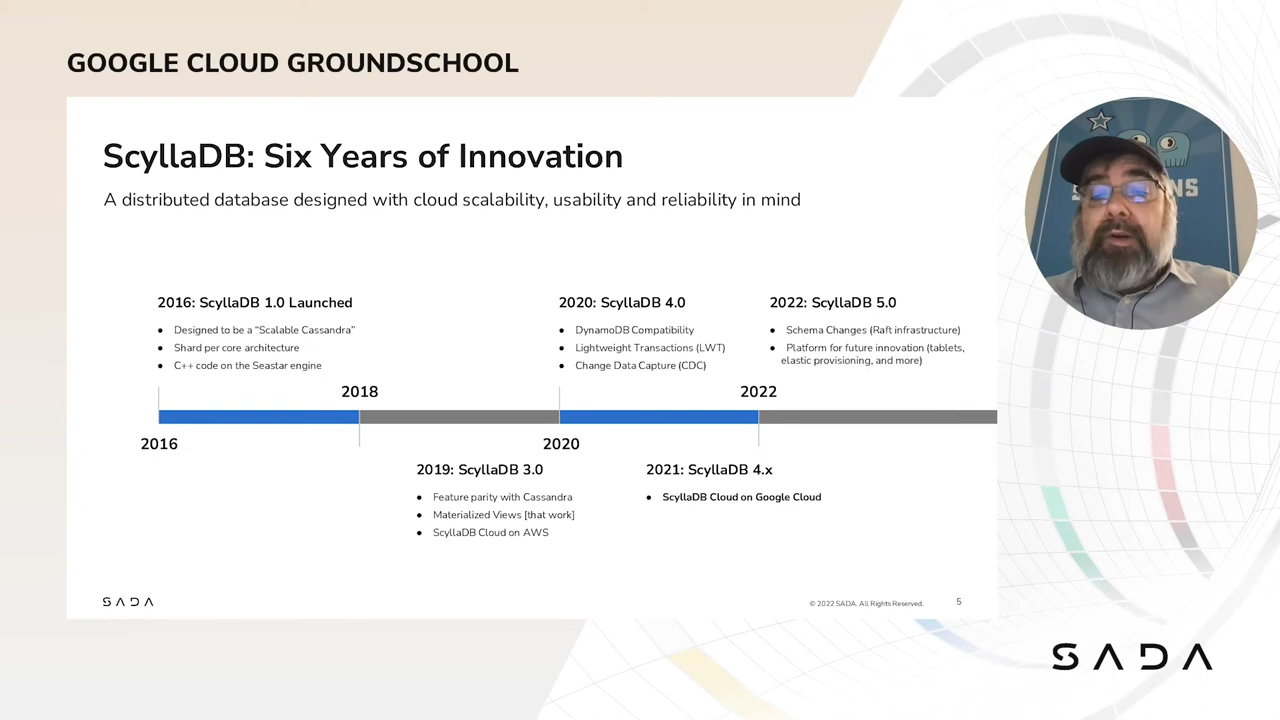 GOOGLE CLOUD GROUNDSCHOOL
ScyllaDB: Six Years of Innovation
A distributed database designed with cloud scalability, usability and reliability in mind
2016: ScyllaDB 1.0 Launched
• Designed to be a “Scalable Cassandra”
• Shard per core architecture
• C++ code on the Seastar engine
2020: ScyllaDB 4.0
• DynamoDB Compatibility
• Lightweight Transactions (LWT)
• Change Data Capture (CDC)
2022: ScyllaDB 5.0
• Schema Changes (Raft infrastructure)
• Platform for future innovation (tablets,
elastic provisioning, and more)
2018
2022
2016
2020
2019: ScyllaDB 3.0
• Feature parity with Cassandra
• Materialized Views [that work]
• ScyllaDB Cloud on AWS
2021: ScyllaDB 4.x
• ScyllaDB Cloud on Google Cloud
SADA
© 2022 SADA. All Rights Reserved.
5
SADA